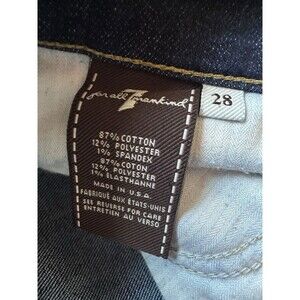 for all 7 mankind
28
87% COTTON
12% POLYESTER
1% SPANDEX
87% COTON
12% POLYESTER
1% ÉLASTHANNE
MADE IN U.S.A.
FABRIQUÉ AUX ÉTATS-UNIS
SEE REVERSE FOR CARE
ENTRETIEN AU VERSO